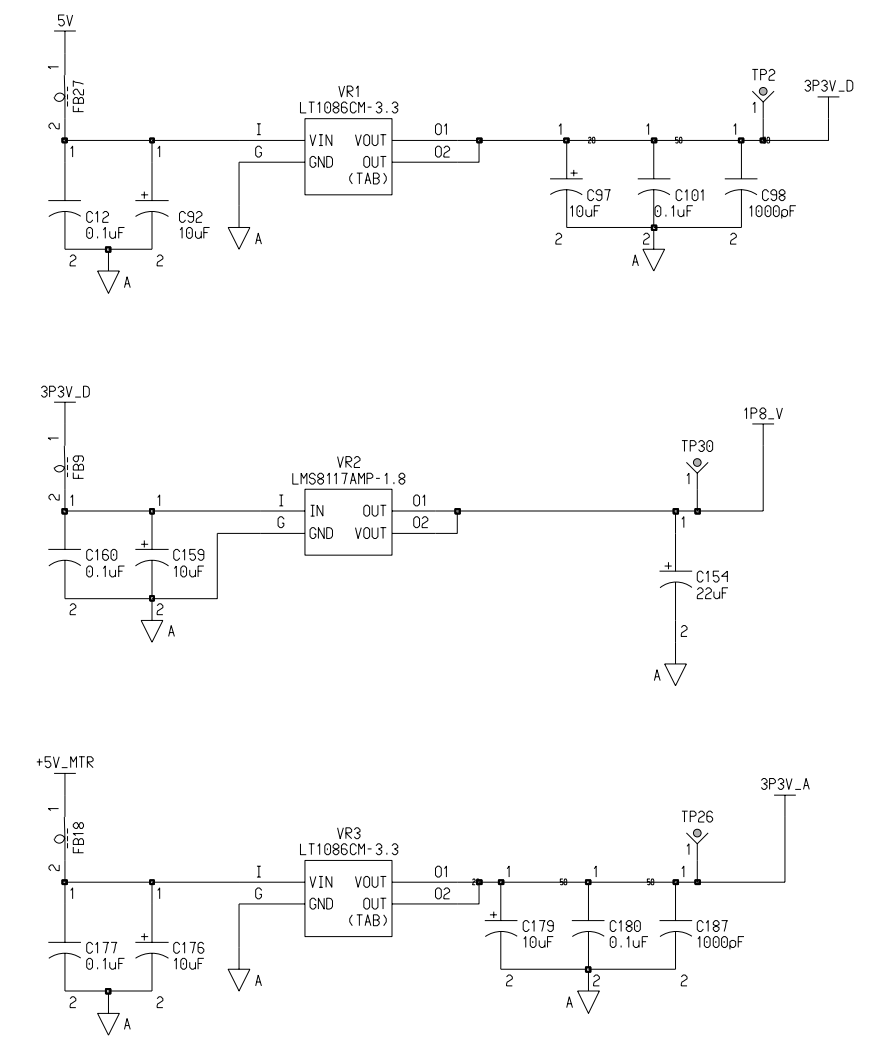 5V
1
FB27
2
VR1
LT1086CM-3.3
TP2
1
3P3V_D
I
G
VIN VOUT
GND OUT
(TAB)
O1
O2
1
1
1
20
1
50
1
C12
0.1uF
+
C92
10uF
A
+
C97
10uF
C101
0.1uF
C98
1000pF
2
2
A
2
2
2
A
3P3V_D
1
FB9
2
VR2
LMS8117AMP-1.8
TP30
1
1P8_V
1
1
I
G
IN OUT
GND VOUT
O1
O2
1
C160
0.1uF
+
C159
10uF
+
C154
22uF
2
2
A
2
A
+5V_MTR
1
FB18
2
VR3
LT1086CM-3.3
TP26
1
3P3V_A
I
G
VIN VOUT
GND OUT
(TAB)
O1
O2
1
1
1
50
1
50
1
C177
0.1uF
+
C176
10uF
A
+
C179
10uF
C180
0.1uF
C187
1000pF
2
2
A
2
2
2
A